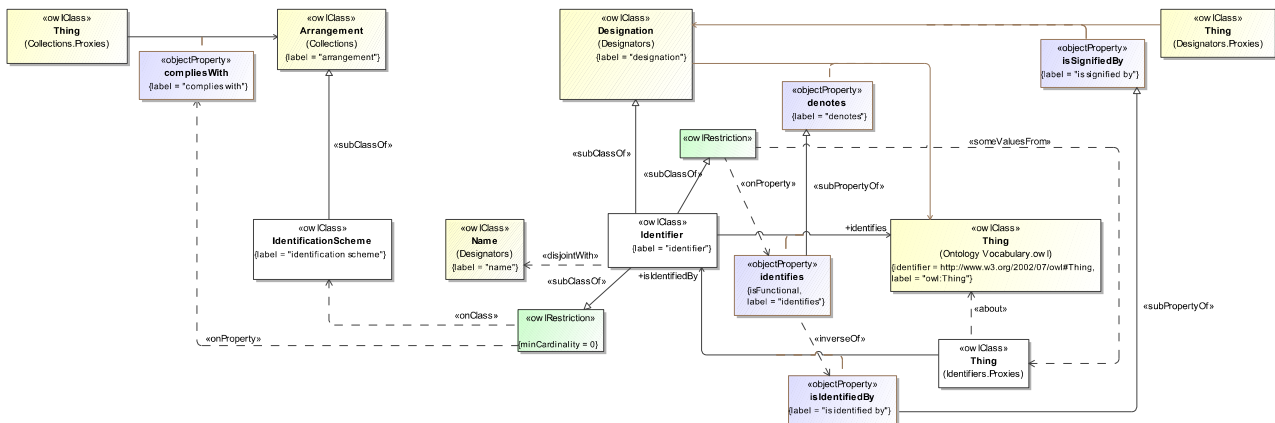 «owlClass»
Thing
(Collections.Proxies)
«owlClass»
Arrangement
(Collections)
{label = "arrangement"}
«objectProperty»
compliesWith
{label = "complies with"}
«subClassOf»
«owlClass»
IdentificationScheme
{label = "identification scheme"}
«owlClass»
Designation
(Designators)
{label = "designation"}
«owlClass»
Thing
(Designators.Proxies)
«objectProperty»
isSignifiedBy
{label = "is signified by"}
«objectProperty»
denotes
{label = "denotes"}
«owlRestriction»
«someValuesFrom»
«subClassOf»
«subClassOf»
«onProperty»
«subPropertyOf»
«owlClass»
Name
(Designators)
{label = "name"}
«disjointWith»
«owlClass»
Identifier
{label = "identifier"}
+identifies
+isIdentifiedBy
«owlClass»
Thing
(Ontology Vocabulary.owl)
{identifier = http://www.w3.org/2002/07/owl#Thing,
label = "owl:Thing"}
«objectProperty»
identifies
{isFunctional,
label = "identifies"}
«subClassOf»
«onClass»
«onProperty»
«owlRestriction»
{minCardinality = 0}
«inverseOf»
«about»
«subPropertyOf»
«owlClass»
Thing
(Identifiers.Proxies)
«objectProperty»
isIdentifiedBy
{label = "is identified by"}